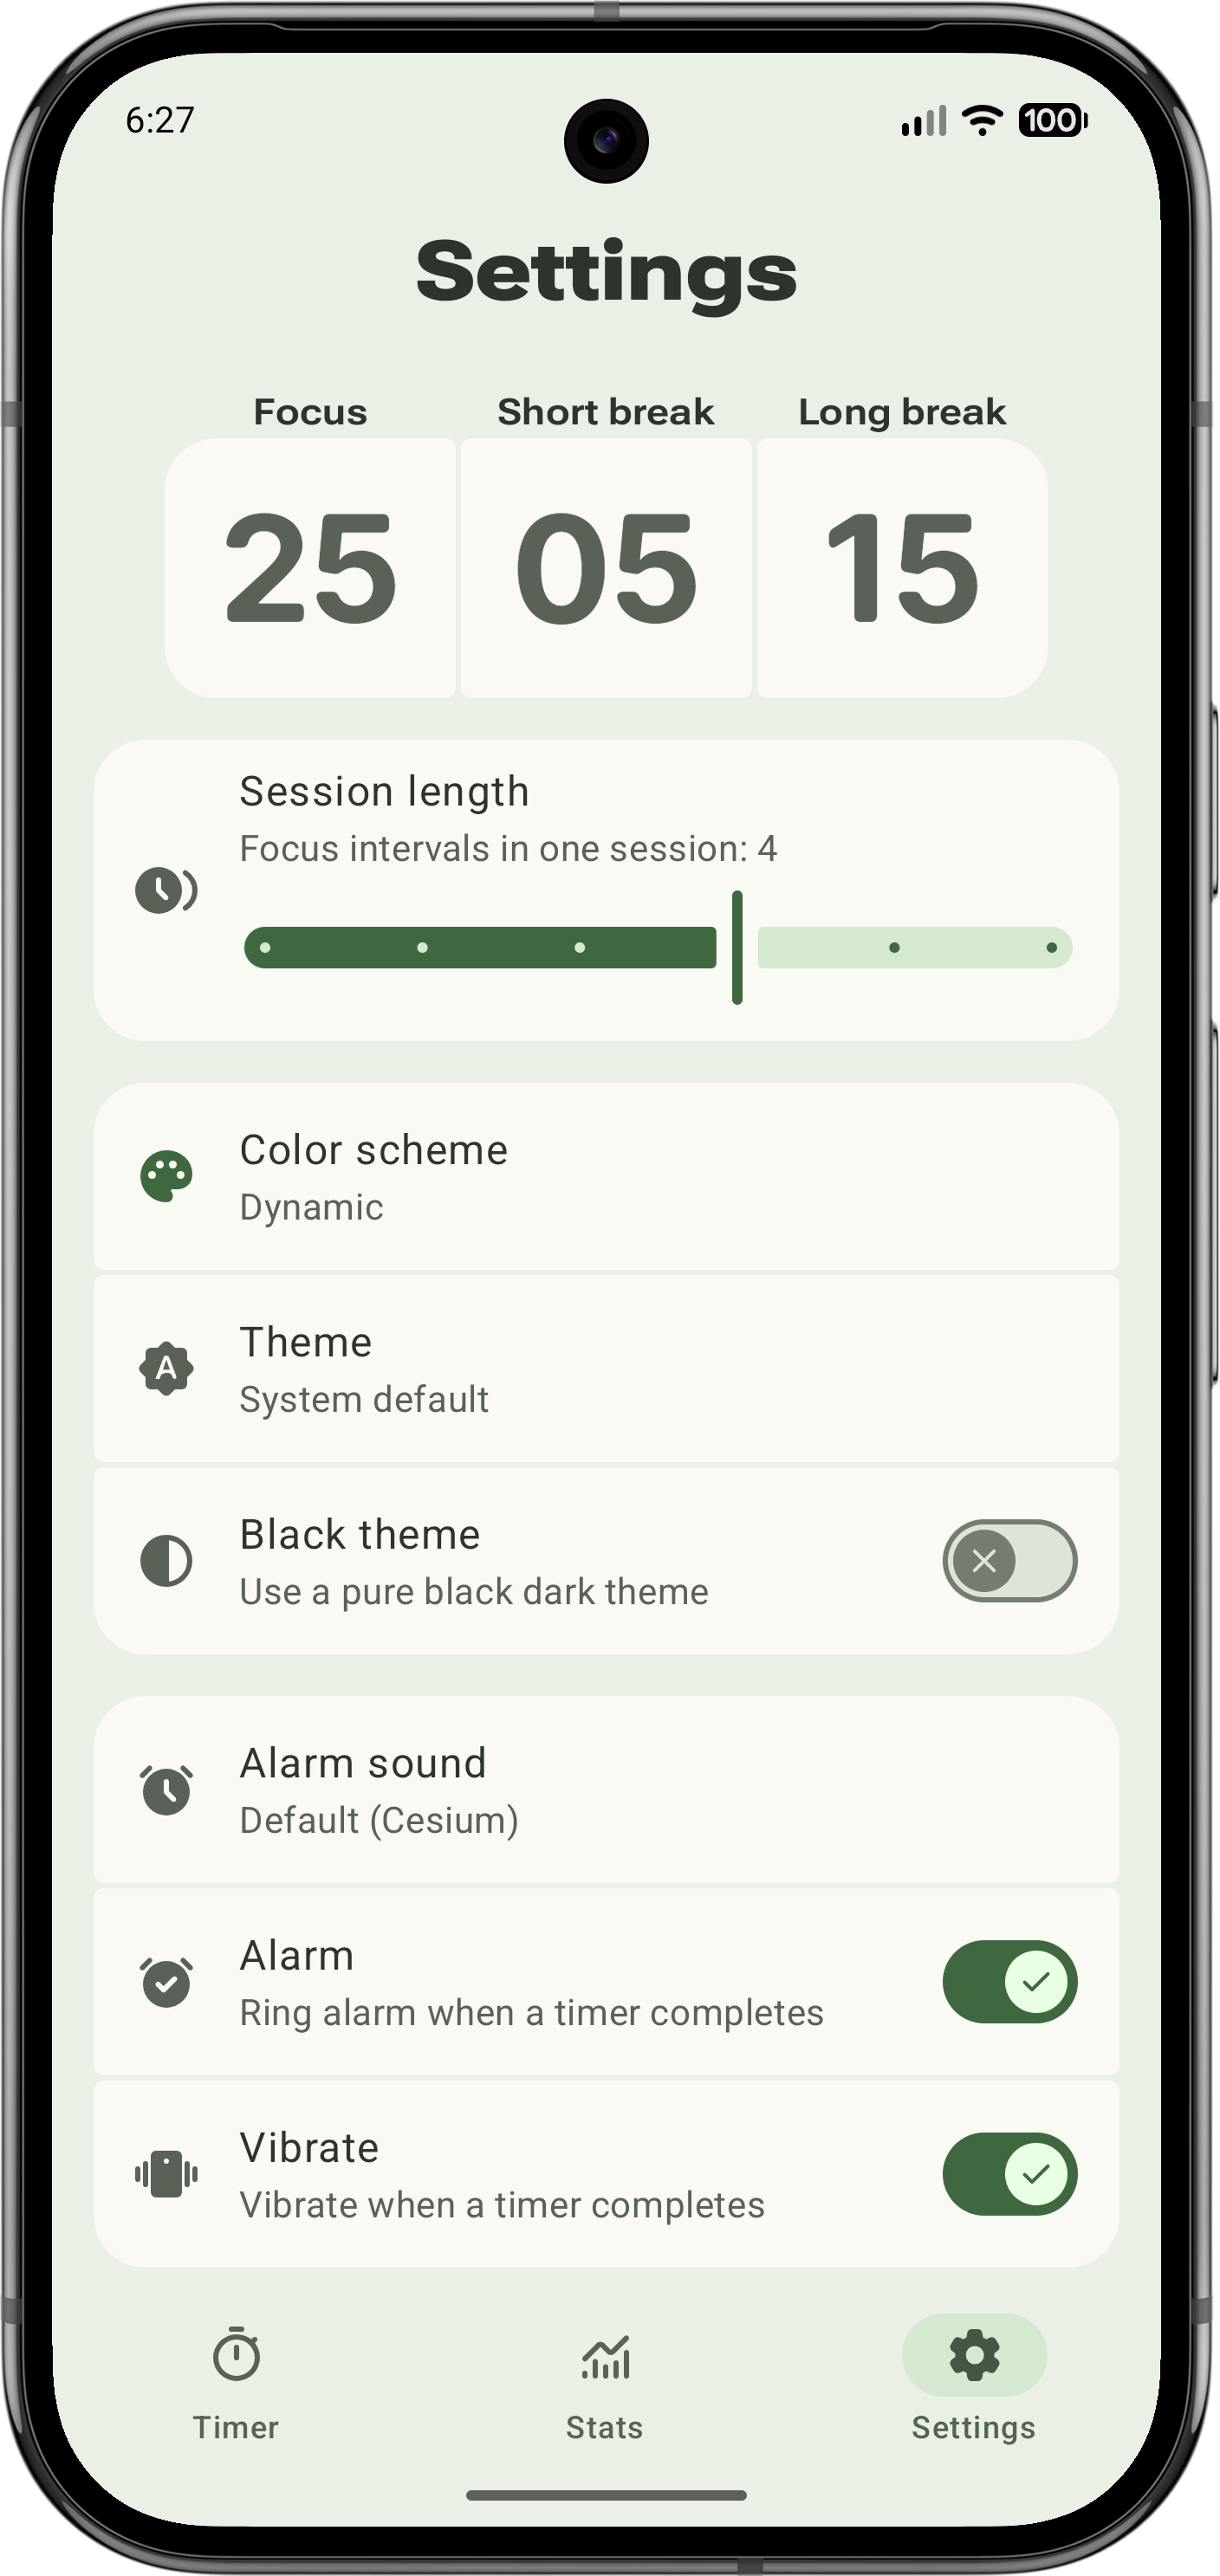 6:27
100
Settings
Focus
Short break
Long break
25
05
15
Session length
Focus intervals in one session: 4
Color scheme
Dynamic
A
Theme
System default
Black theme
Use a pure black dark theme
Alarm sound
Default (Cesium)
Alarm
Ring alarm when a timer completes
Vibrate
Vibrate when a timer completes
Timer
Stats
Settings